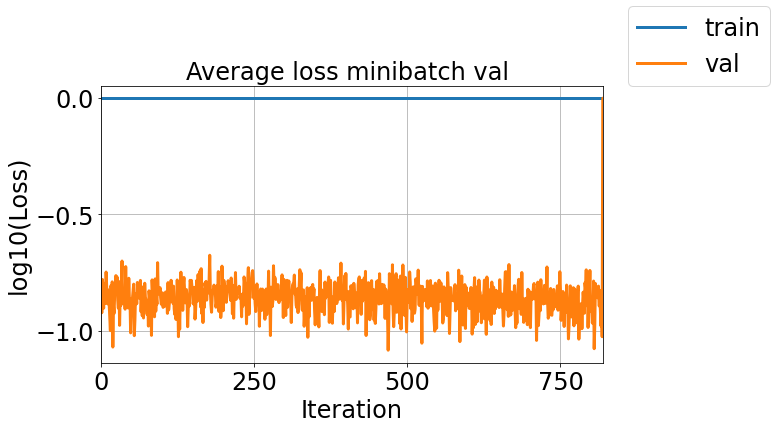 train
val
Average loss minibatch val
0.0
−0.5
−1.0
log10(Loss)
0
250
500
750
Iteration